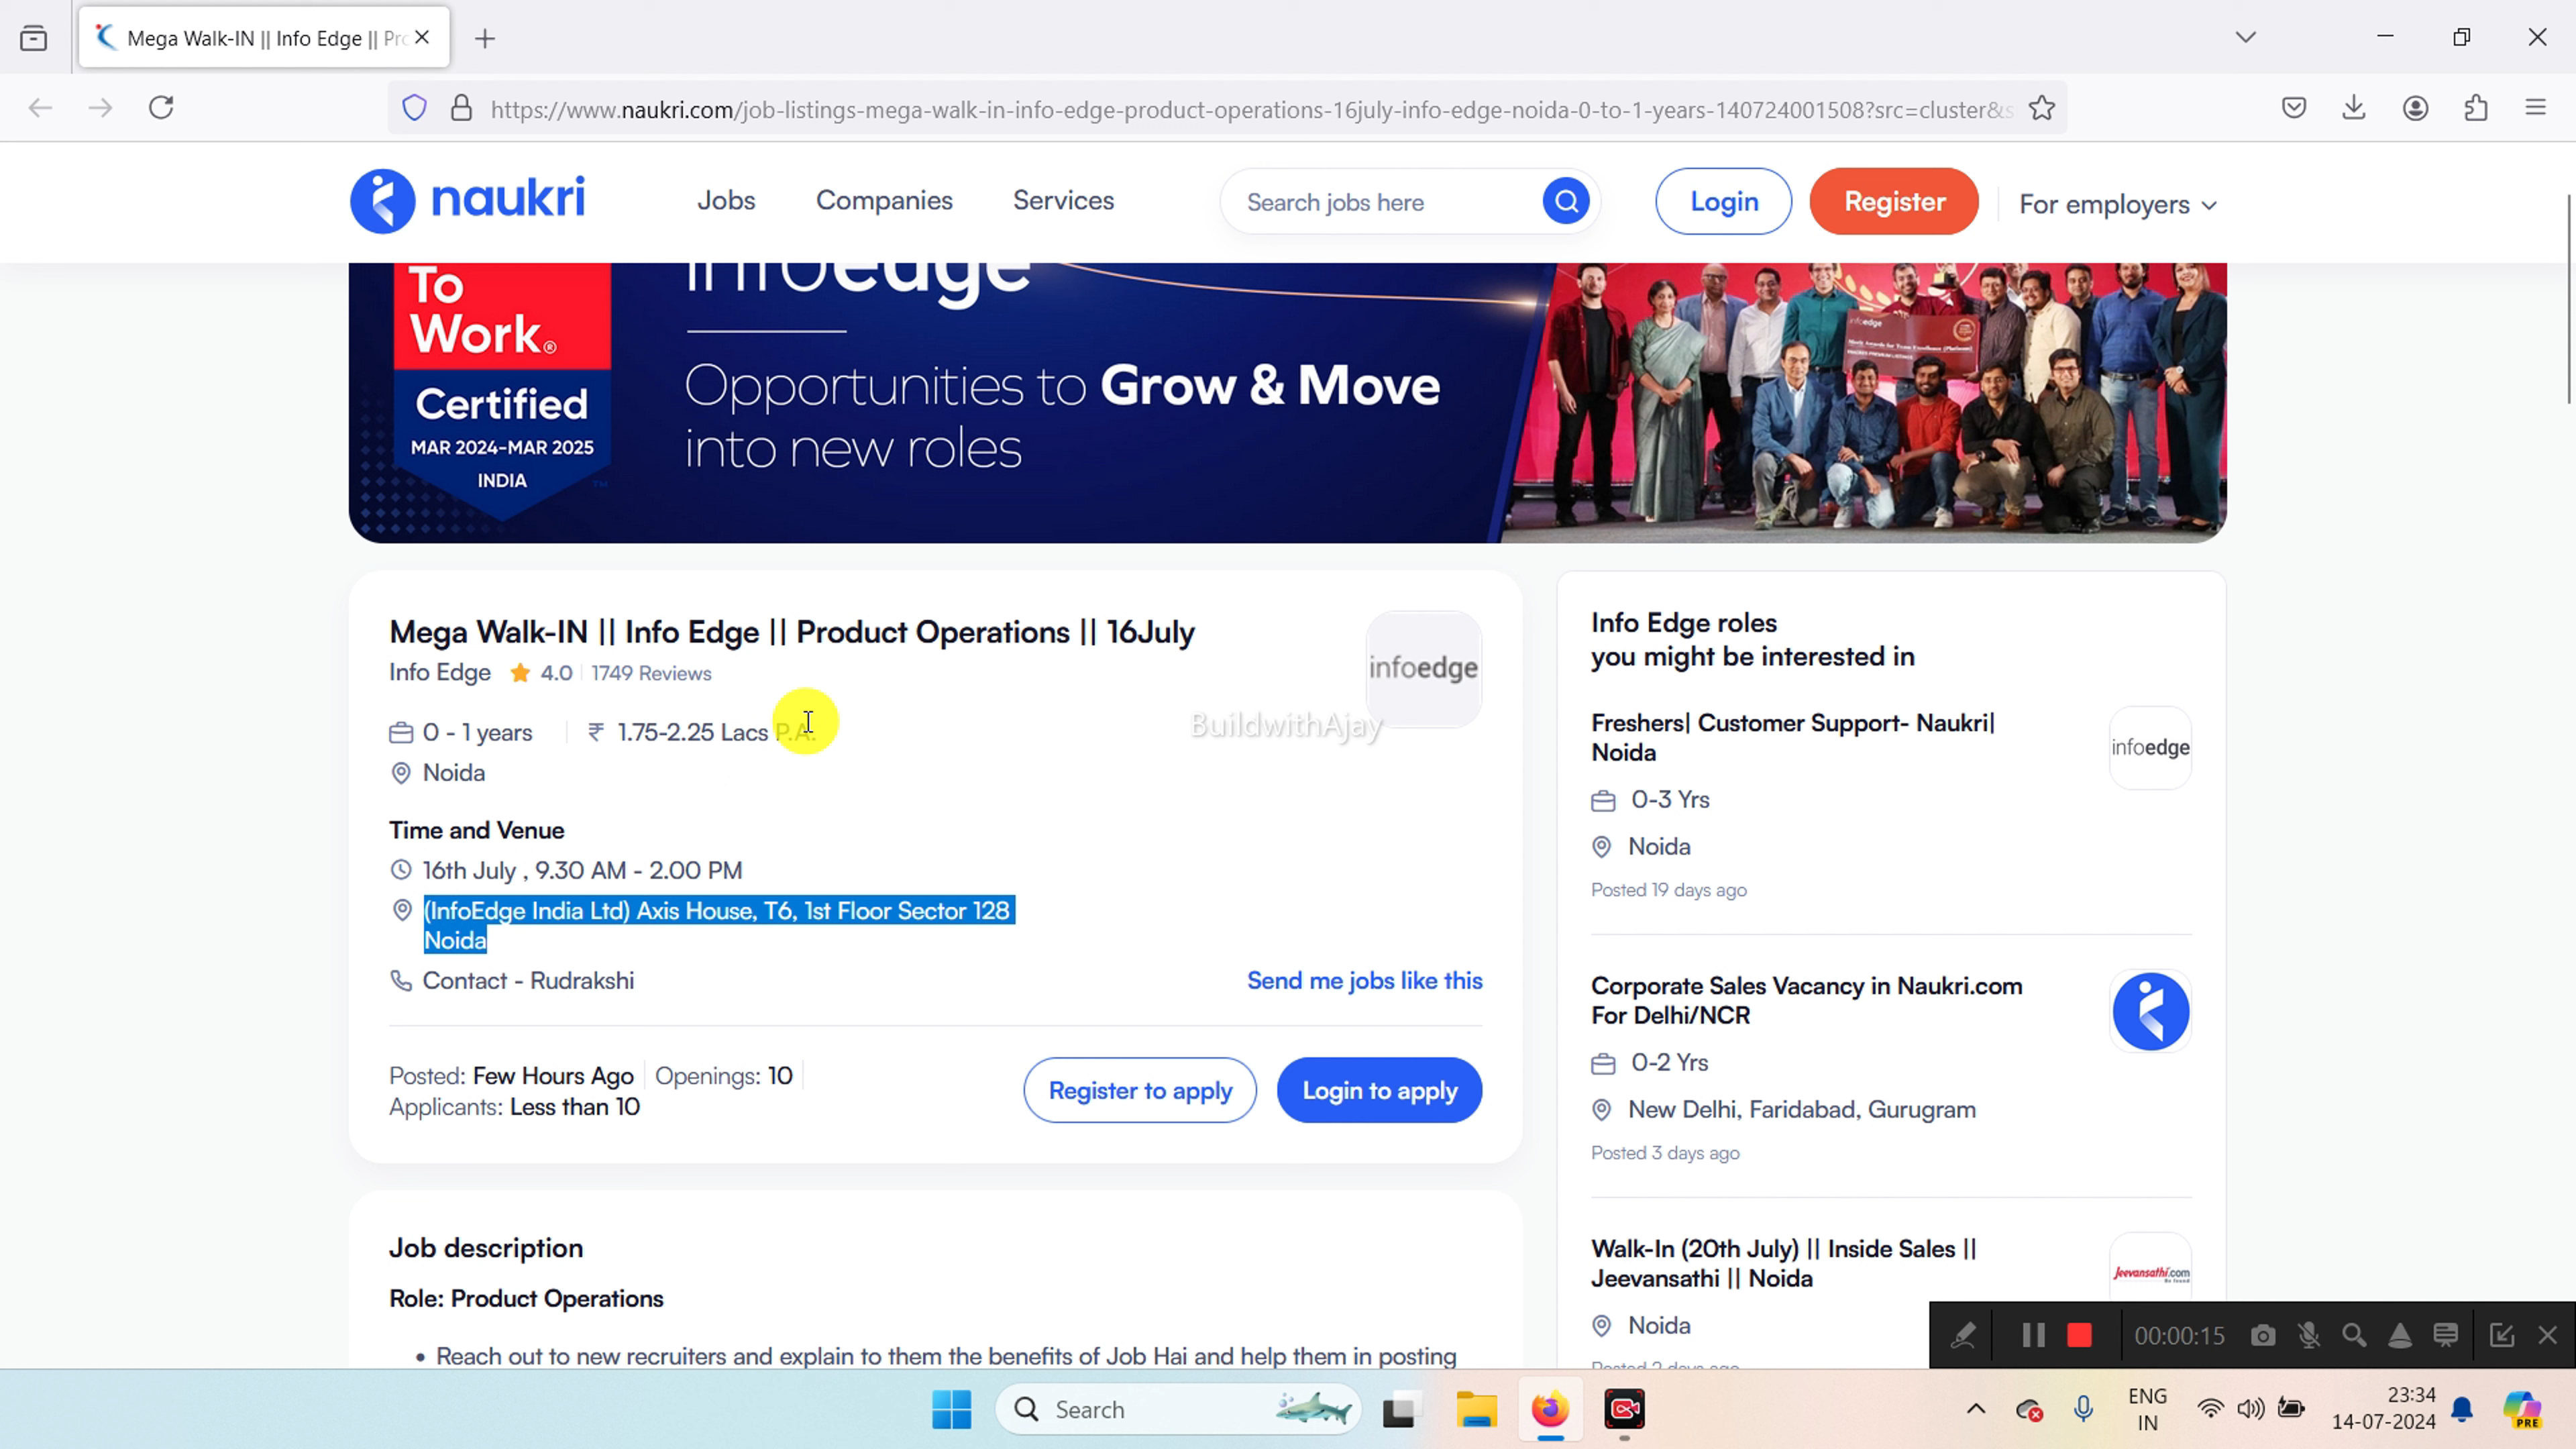 Mega Walk-IN || Info Edge || Pro
https://www.naukri.com/job-listings-mega-walk-in-info-edge-product-operations-16july-info-edge-noida-0-to-1-years-140724001508?src=cluster&s
naukri
Jobs
Companies
Services
Search jobs here
Login
Register
For employers
To
Work®
Certified
MAR 2024-MAR 2025
INDIA
infoedge
Opportunities to Grow & Move
into new roles
Mega Walk-IN || Info Edge || Product Operations || 16July
Info Edge 4.0 1749 Reviews
infoedge
0 - 1 years ₹ 1.75-2.25 Lacs P.A.
BuildwithAjay
Noida
Time and Venue
16th July , 9.30 AM - 2.00 PM
(InfoEdge India Ltd) Axis House, T6, 1st Floor Sector 128
Noida
Contact - Rudrakshi
Send me jobs like this
Posted: Few Hours Ago Openings: 10
Applicants: Less than 10
Register to apply
Login to apply
Job description
Role: Product Operations
• Reach out to new recruiters and explain to them the benefits of Job Hai and help them in posting
Info Edge roles
you might be interested in
Freshers| Customer Support- Naukri|
Noida
infoedge
0-3 Yrs
Noida
Posted 19 days ago
Corporate Sales Vacancy in Naukri.com
For Delhi/NCR
0-2 Yrs
New Delhi, Faridabad, Gurugram
Posted 3 days ago
Walk-In (20th July) || Inside Sales ||
Jeevansathi || Noida
Jeevansathi.com
Noida
Posted 2 days ago
00:00:15
Search
ENG
IN
23:34
14-07-2024
PRE